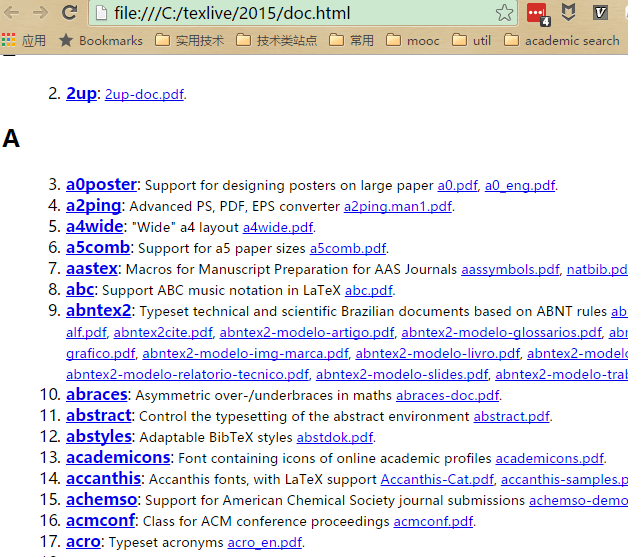 file:///C:/texlive/2015/doc.html
4
应用 Bookmarks 实用技术 技术类站点 常用 mooc util academic search
2. 2up: 2up-doc.pdf.
A
3. a0poster: Support for designing posters on large paper a0.pdf, a0_eng.pdf.
4. a2ping: Advanced PS, PDF, EPS converter a2ping.man1.pdf.
5. a4wide: "Wide" a4 layout a4wide.pdf.
6. a5comb: Support for a5 paper sizes a5comb.pdf.
7. aastex: Macros for Manuscript Preparation for AAS Journals aassymbols.pdf, natbib.pd
8. abc: Support ABC music notation in LaTeX abc.pdf.
9. abntex2: Typeset technical and scientific Brazilian documents based on ABNT rules ab
alf.pdf, abntex2cite.pdf, abntex2-modelo-artigo.pdf, abntex2-modelo-glossarios.pdf, abn
grafico.pdf, abntex2-modelo-img-marca.pdf, abntex2-modelo-livro.pdf, abntex2-modelo
abntex2-modelo-relatorio-tecnico.pdf, abntex2-modelo-slides.pdf, abntex2-modelo-trab
10. abraces: Asymmetric over-/underbraces in maths abraces-doc.pdf.
11. abstract: Control the typesetting of the abstract environment abstract.pdf.
12. abstyles: Adaptable BibTeX styles abstdok.pdf.
13. academicons: Font containing icons of online academic profiles academicons.pdf.
14. accanthis: Accanthis fonts, with LaTeX support Accanthis-Cat.pdf, accanthis-samples.p
15. achemso: Support for American Chemical Society journal submissions achemso-demo
16. acmconf: Class for ACM conference proceedings acmconf.pdf.
17. acro: Typeset acronyms acro_en.pdf.